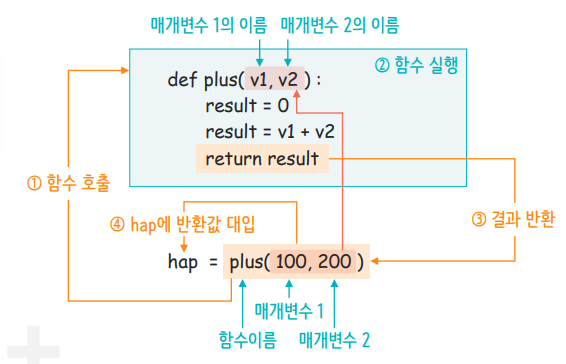 매개변수 1의 이름 매개변수 2의 이름
② 함수 실행
def plus( v1, v2 ) :
result = 0
result = v1 + v2
return result
① 함수 호출
③ 결과 반환
④ hap에 반환값 대입
hap = plus( 100, 200 )
매개변수 1
함수이름 매개변수 2